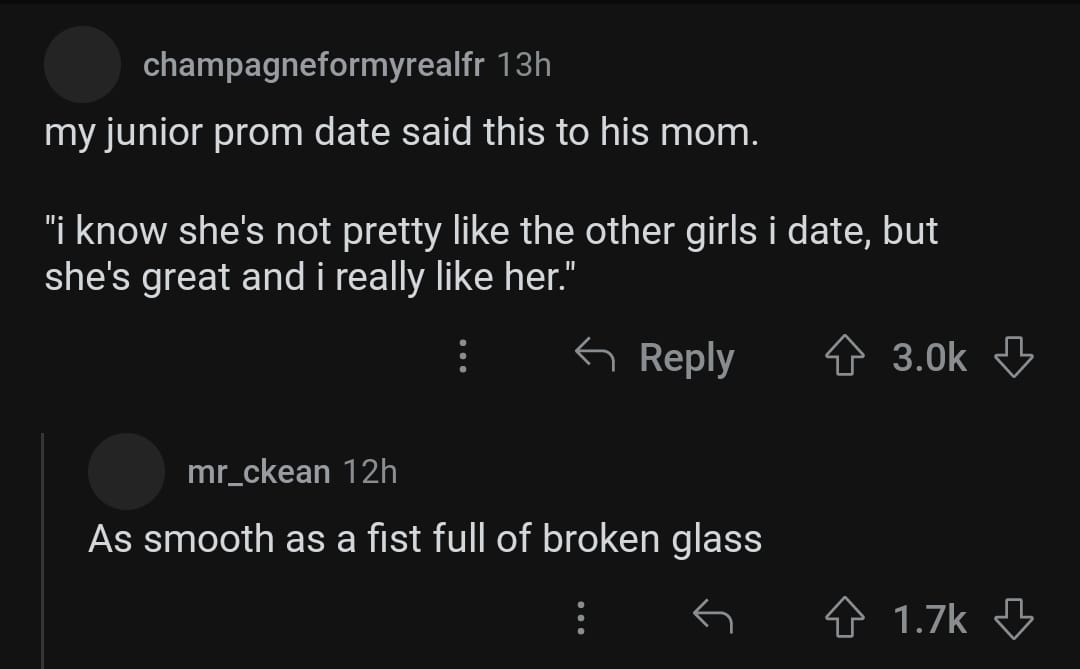 champagneformyrealfr 13h
my junior prom date said this to his mom.
"i know she's not pretty like the other girls i date, but
she's great and i really like her."
Reply 3.0k
mr_ckean 12h
As smooth as a fist full of broken glass
1.7k